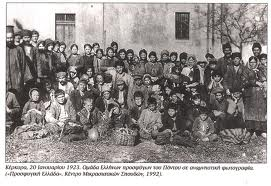 Κέρκυρα, 20 Ιανουαρίου 1923. Ομάδα Ελλήνων προσφύγων του Πόντου σε αναμνηστική φωτογραφία.
(«Προσφυγική Ελλάδα», Κέντρο Μικρασιατικών Σπουδών, 1992).